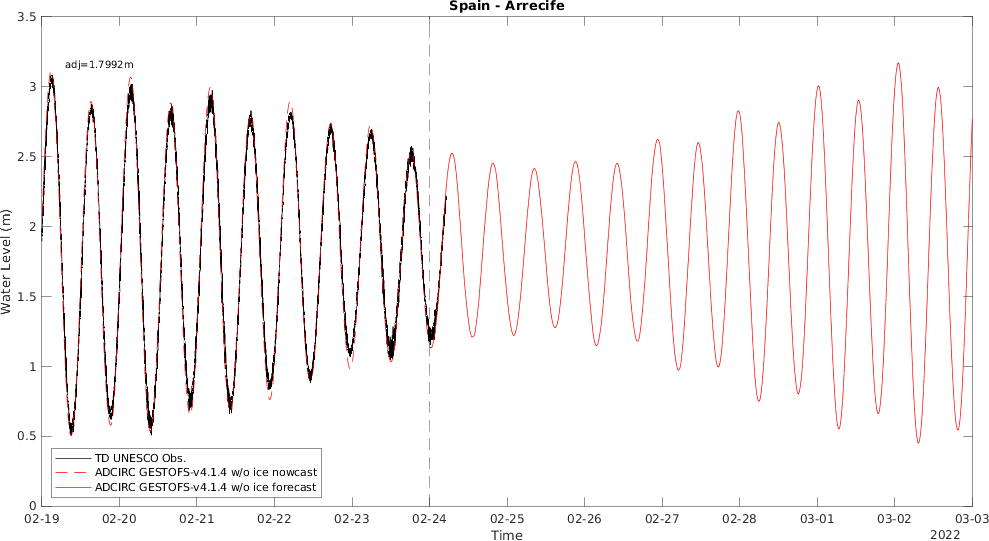 Spain - Arrecife
3.5
3
2.5
2
1.5
1
0.5
0
Water Level (m)
adj=1.7992m
TD UNESCO Obs.
ADCIRC GESTOFS-v4.1.4 w/o ice nowcast
ADCIRC GESTOFS-v4.1.4 w/o ice forecast
02-19 02-20 02-21 02-22 02-23 02-24 02-25 02-26 02-27 02-28 03-01 03-02 03-03
Time
2022